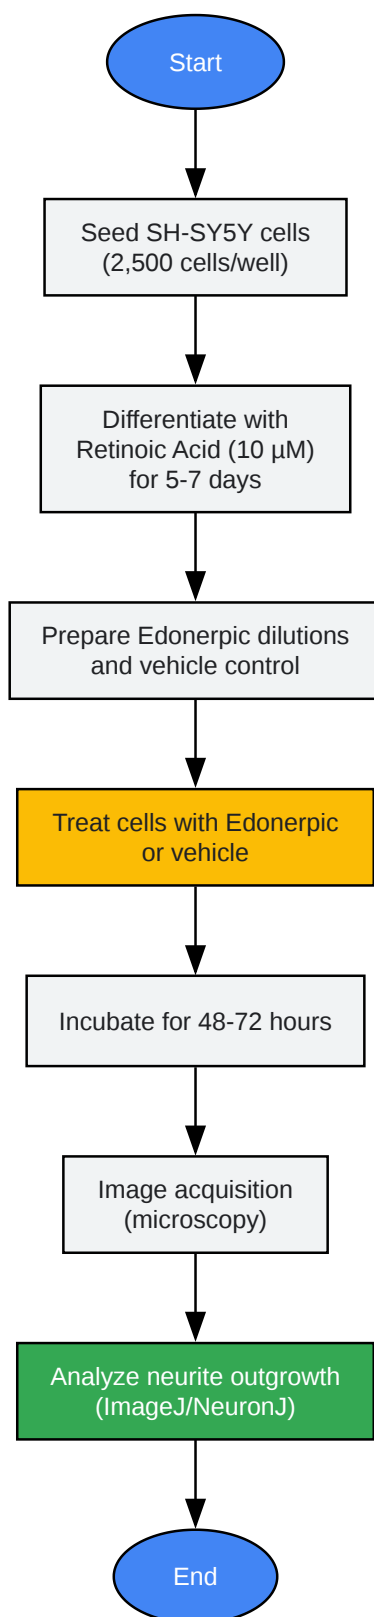 Start
Seed SH-SY5Y cells
(2,500 cells/well)
Differentiate with
Retinoic Acid (10 µM)
for 5-7 days
Prepare Edonerpic dilutions
and vehicle control
Treat cells with Edonerpic
or vehicle
Incubate for 48-72 hours
Image acquisition
(microscopy)
Analyze neurite outgrowth
(ImageJ/NeuronJ)
End